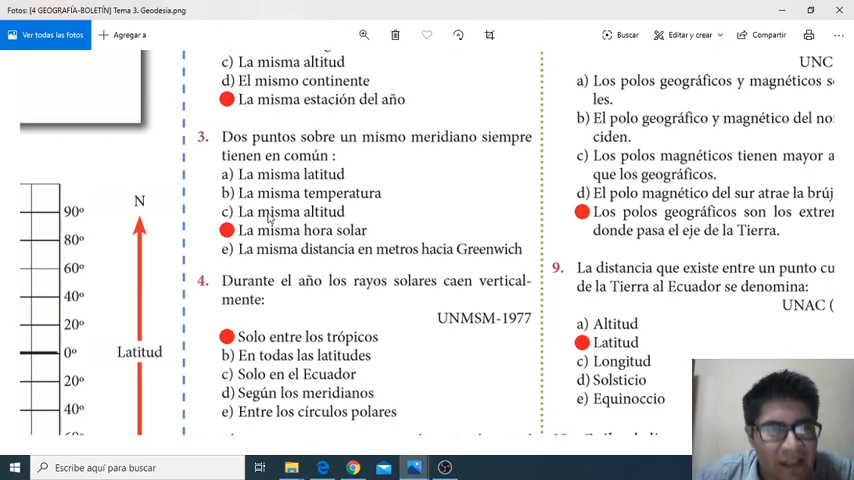 Fotos: [4 GEOGRAFÍA-BOLETÍN] Tema 3. Geodesia.png
Ver todas las fotos
Agregar a
Buscar
Editar y crear
Compartir
c) La misma altitud
d) El mismo continente
La misma estación del año
3. Dos puntos sobre un mismo meridiano siempre
tienen en común :
a) La misma latitud
b) La misma temperatura
c) La misma altitud
La misma hora solar
e) La misma distancia en metros hacia Greenwich
4. Durante el año los rayos solares caen vertical-
mente:
UNMSM-1977
Solo entre los trópicos
b) En todas las latitudes
c) Solo en el Ecuador
d) Según los meridianos
e) Entre los círculos polares
UNC
a) Los polos geográficos y magnéticos
les.
b) El polo geográfico y magnético del no
ciden.
c) Los polos magnéticos tienen mayor a
que los geográficos.
d) El polo magnético del sur atrae la brúj
Los polos geográficos son los extre
donde pasa el eje de la Tierra.
9. La distancia que existe entre un punto cu
de la Tierra al Ecuador se denomina:
UNAC (
a) Altitud
Latitud
c) Longitud
d) Solsticio
e) Equinoccio
N
90º
80º
60º
40º
20º
0º
20º
40º
Latitud
Escribe aquí para buscar